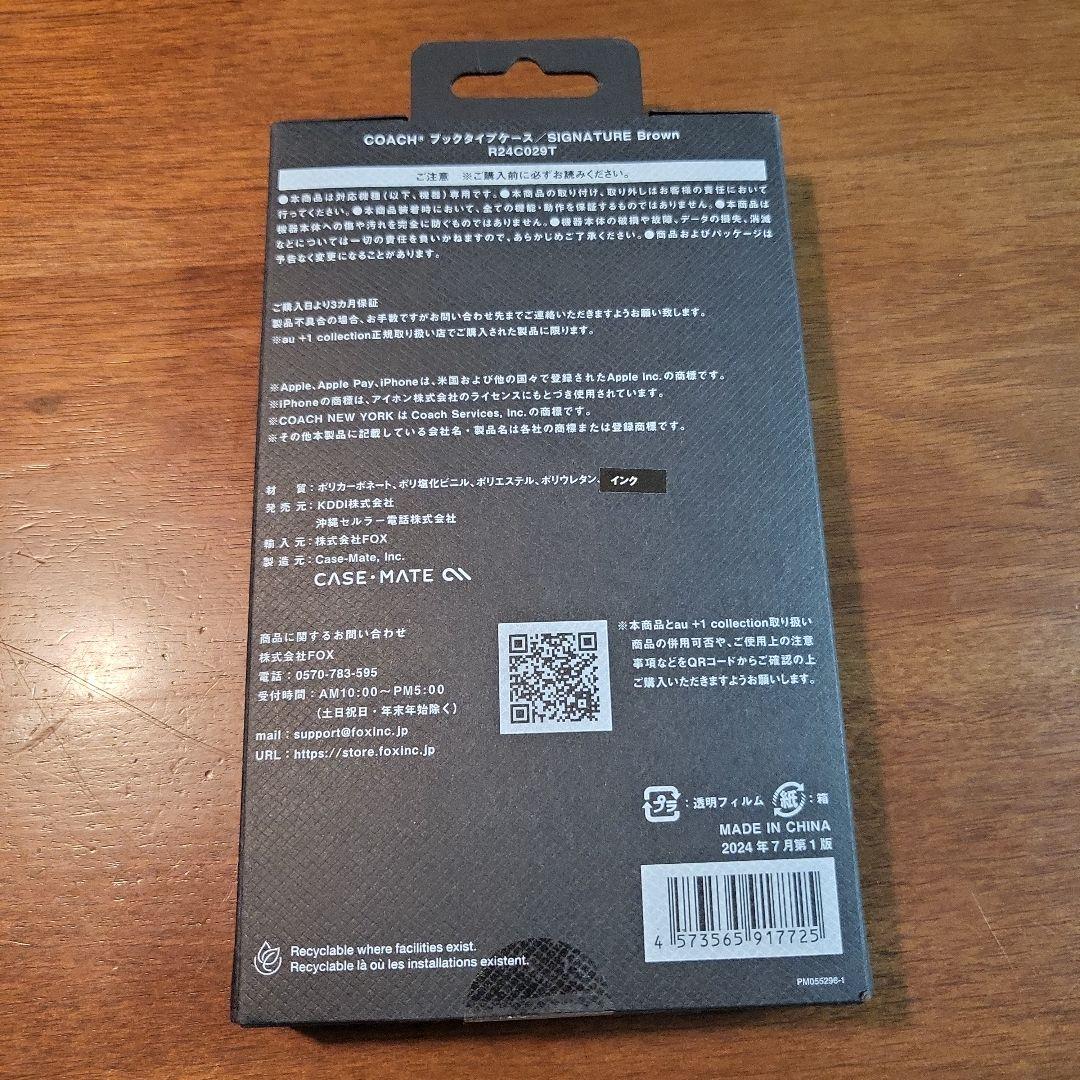 COACH® ブックタイプケース/SIGNATURE Brown
R24C029T
ご注意 ※ご購入前に必ずお読みください。
●本商品は対応機種(以下、機器)専用です。●本商品の取り付け、取り外しはお客様の責任において
行ってください。●本商品装着時において、全ての機能・動作を保証するものではありません。●本商品は
機器本体への傷や汚れを完全に防ぐものではありません。●機器本体の破損や故障、データの損失、消滅
などについては一切の責任を負いかねますので、あらかじめご了承ください。●商品およびパッケージは
予告なく変更になることがあります。
ご購入日より3カ月保証
製品不具合の場合、お手数ですがお問い合わせ先までご連絡いただきますようお願い致します。
※au +1 collection正規取り扱い店でご購入された製品に限ります。
※Apple、Apple Pay、iPhoneは、米国および他の国々で登録されたApple Inc.の商標です。
※iPhoneの商標は、アイホン株式会社のライセンスにもとづき使用されています。
※COACH NEW YORK は Coach Services, Inc.の商標です。
※その他本製品に記載している会社名・製品名は各社の商標または登録商標です。
材 質:ポリカーボネート、ポリ塩化ビニル、ポリエステル、ポリウレタン、インク
発売元:KDDI株式会社
沖縄セルラー電話株式会社
輸入元:株式会社FOX
製造元:Case-Mate, Inc.
CASE•MATE
商品に関するお問い合わせ
株式会社FOX
電話:0570-783-595
受付時間:AM10:00~PM5:00
(土日祝日・年末年始除く)
mail:support@foxinc.jp
URL:https://store.foxinc.jp
※本商品とau +1 collection取り扱い
商品の併用可否や、ご使用上の注意
事項などをQRコードからご確認の上
ご購入いただきますようお願いします。
プラ:透明フィルム 紙:箱
MADE IN CHINA
2024年7月第1版
4 573565 917725
Recyclable where facilities exist.
Recyclable là où les installations existent.
PM055296-1